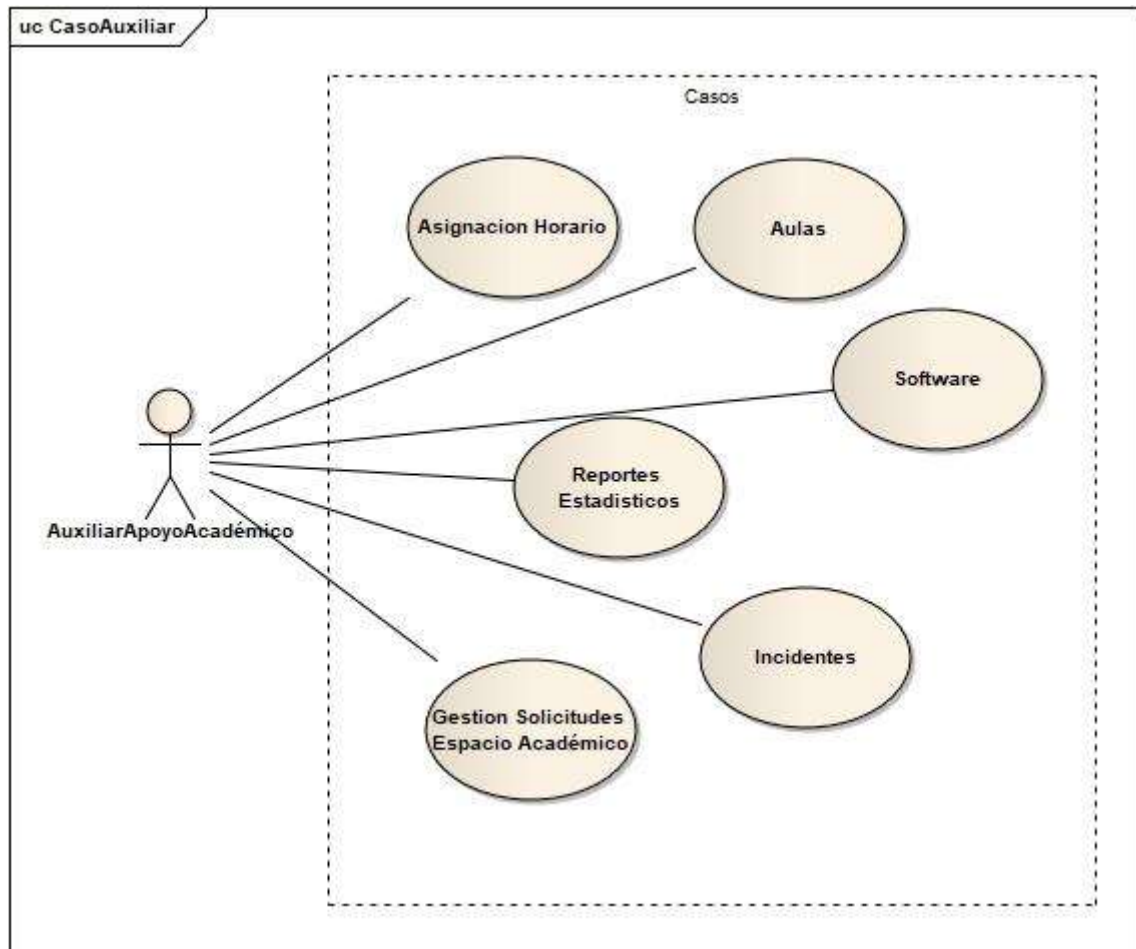 uc CasoAuxiliar
Casos
Asignacion Horario
Aulas
Software
Reportes
Estadisticos
AuxiliarApoyoAcadémico
Incidentes
Gestion Solicitudes
Espacio Académico